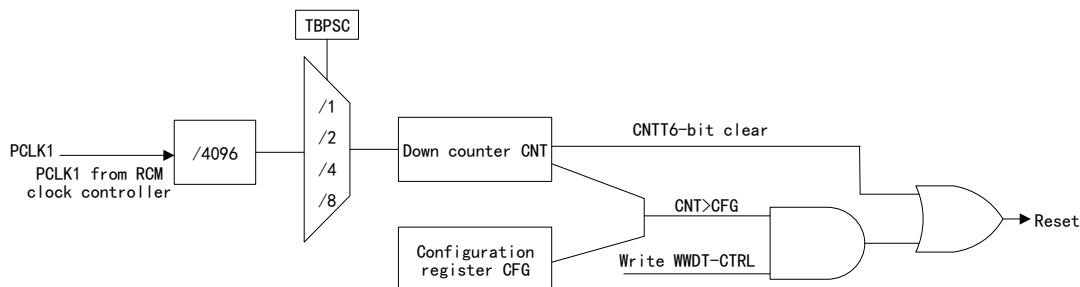 TBPSC
/1
/2
/4
/8
PCLK1
/4096
PCLK1 from RCM
clock controller
Down counter CNT
CNTT6-bit clear
CNT>CFG
Configuration
register CFG
Write WWDT-CTRL
Reset